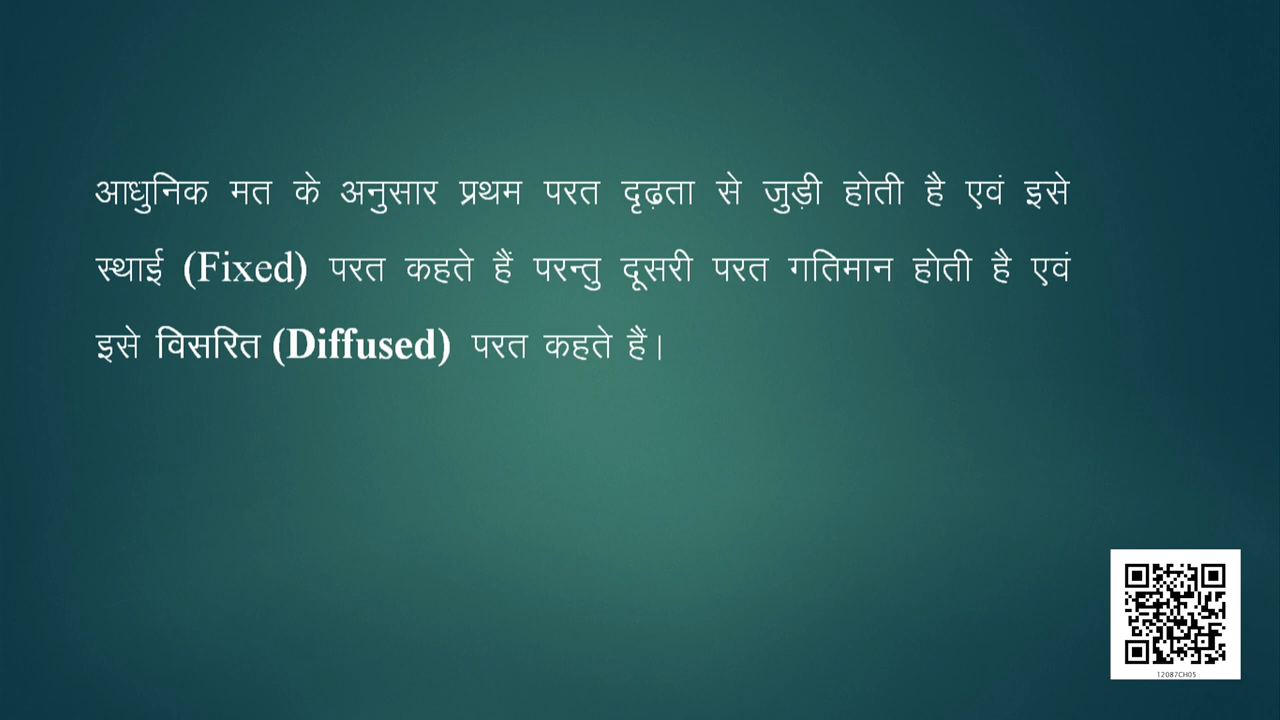 आधुनिक मत के अनुसार प्रथम परत दृढ़ता से जुड़ी होती है एवं इसे
स्थाई (Fixed) परत कहते हैं परन्तु दूसरी परत गतिमान होती है एवं
इसे विसरित (Diffused) परत कहते हैं।
12087CH05